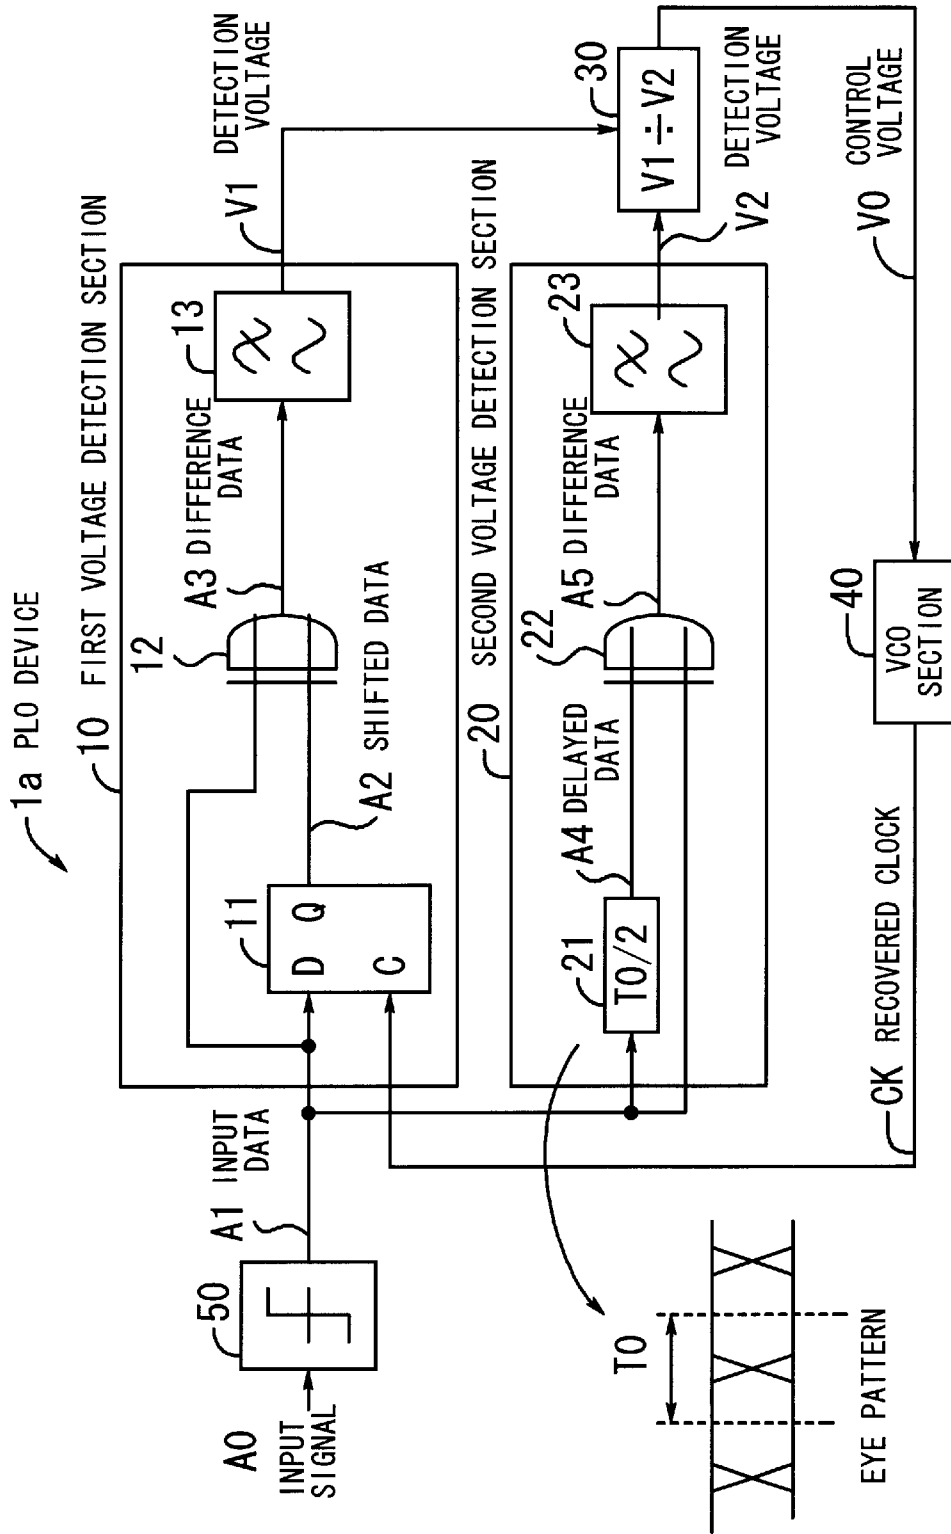 1a PLO DEVICE
10 FIRST VOLTAGE DETECTION SECTION
DETECTION
VOLTAGE
V1
13
12
A3 DIFFERENCE
DATA
11
D Q
C
A2 SHIFTED DATA
A0
INPUT
SIGNAL
50
A1 INPUT
DATA
20 SECOND VOLTAGE DETECTION SECTION
30
V1 ÷ V2
V2 DETECTION
VOLTAGE
23
22
A5 DIFFERENCE
DATA
A4 DELAYED
DATA
21
T0/2
T0
EYE PATTERN
CK RECOVERED CLOCK
40
VCO
SECTION
V0 CONTROL
VOLTAGE